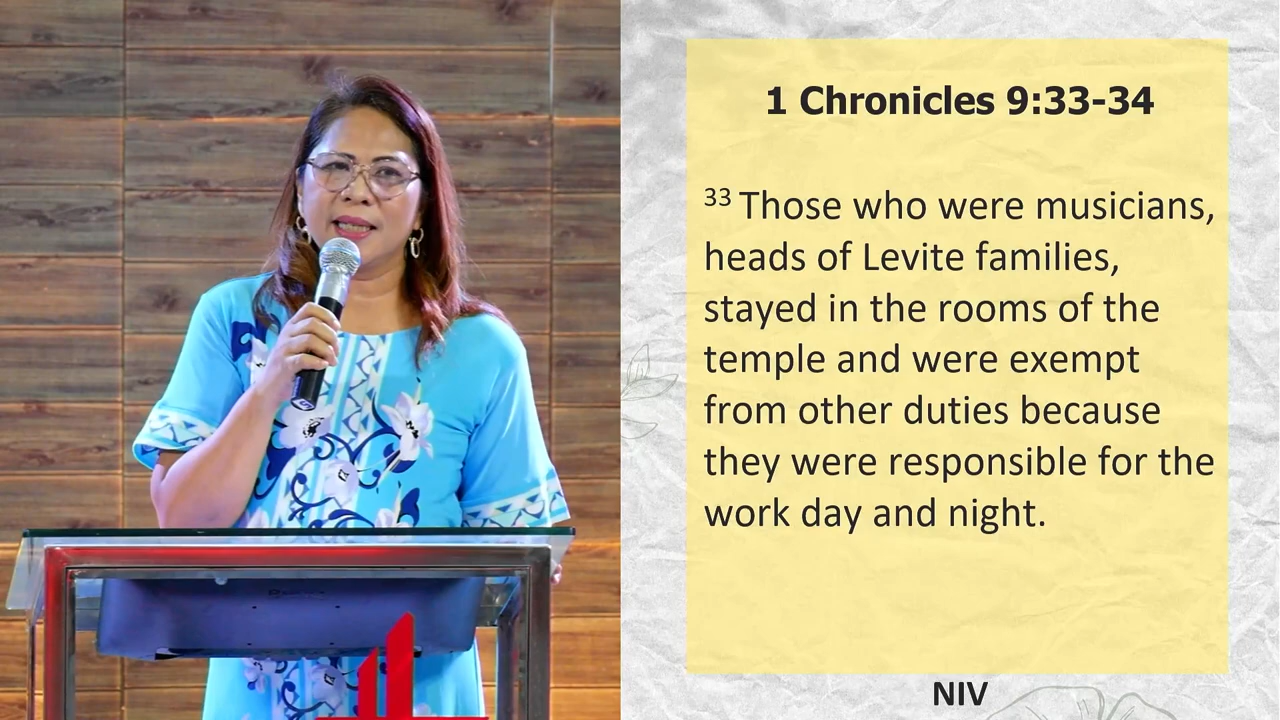 1 Chronicles 9:33-34
33 Those who were musicians,
heads of Levite families,
stayed in the rooms of the
temple and were exempt
from other duties because
they were responsible for the
work day and night.
NIV